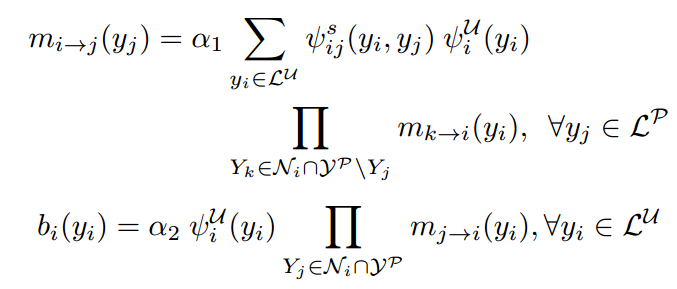 m_{i→j}(y_j) = α_1 ∑_{y_i∈ℒ^𝒰} ψ^s_{ij}(y_i, y_j) ψ^𝒰_i(y_i)
∏_{Y_k∈𝒩_i∩𝒴^𝒫\Y_j} m_{k→i}(y_i), ∀y_j ∈ ℒ^𝒫
b_i(y_i) = α_2 ψ^𝒰_i(y_i) ∏_{Y_j∈𝒩_i∩𝒴^𝒫} m_{j→i}(y_i), ∀y_i ∈ ℒ^𝒰